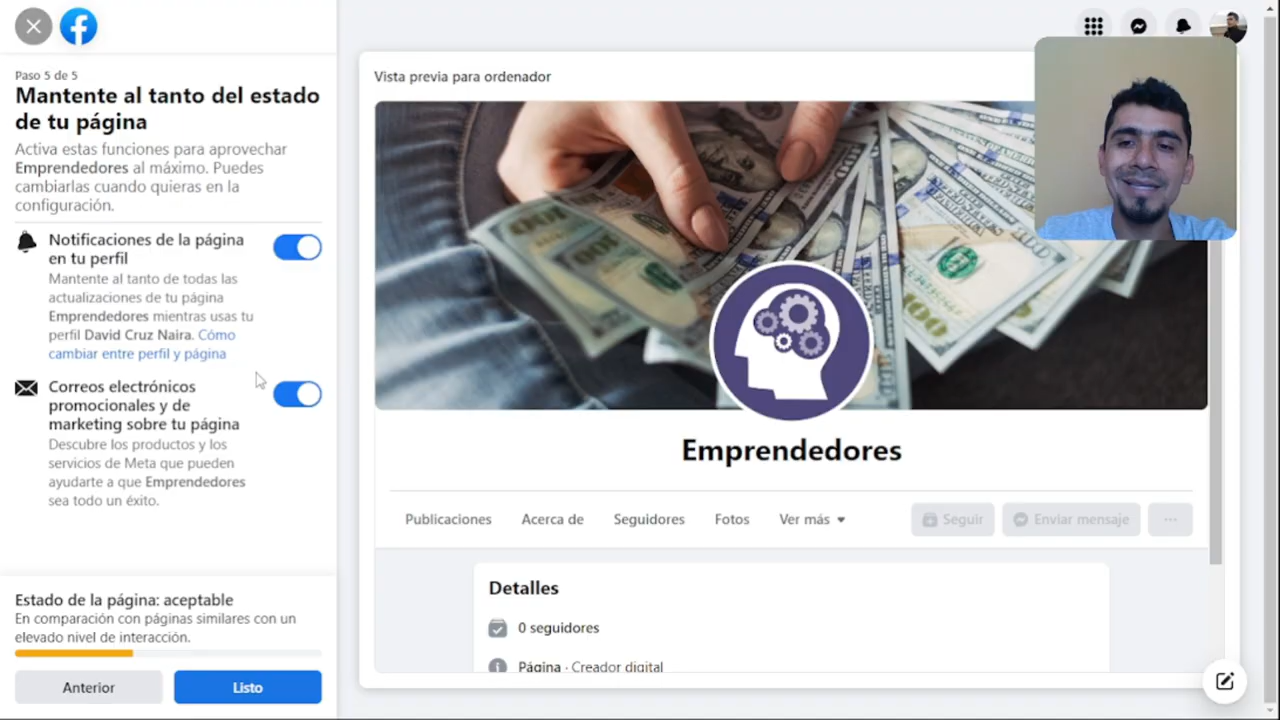 Paso 5 de 5
Mantente al tanto del estado
de tu página
Activa estas funciones para aprovechar
Emprendedores al máximo. Puedes
cambiarlas cuando quieras en la
configuración.
Notificaciones de la página
en tu perfil
Mantente al tanto de todas las
actualizaciones de tu página
Emprendedores mientras usas tu
perfil David Cruz Naira. Cómo
cambiar entre perfil y página
Correos electrónicos
promocionales y de
marketing sobre tu página
Descubre los productos y los
servicios de Meta que pueden
ayudarte a que Emprendedores
sea todo un éxito.
Estado de la página: aceptable
En comparación con páginas similares con un
elevado nivel de interacción.
Anterior
Listo
Vista previa para ordenador
Emprendedores
Publicaciones
Acerca de
Seguidores
Fotos
Ver más
Seguir
Enviar mensaje
Detalles
0 seguidores
Página · Creador digital